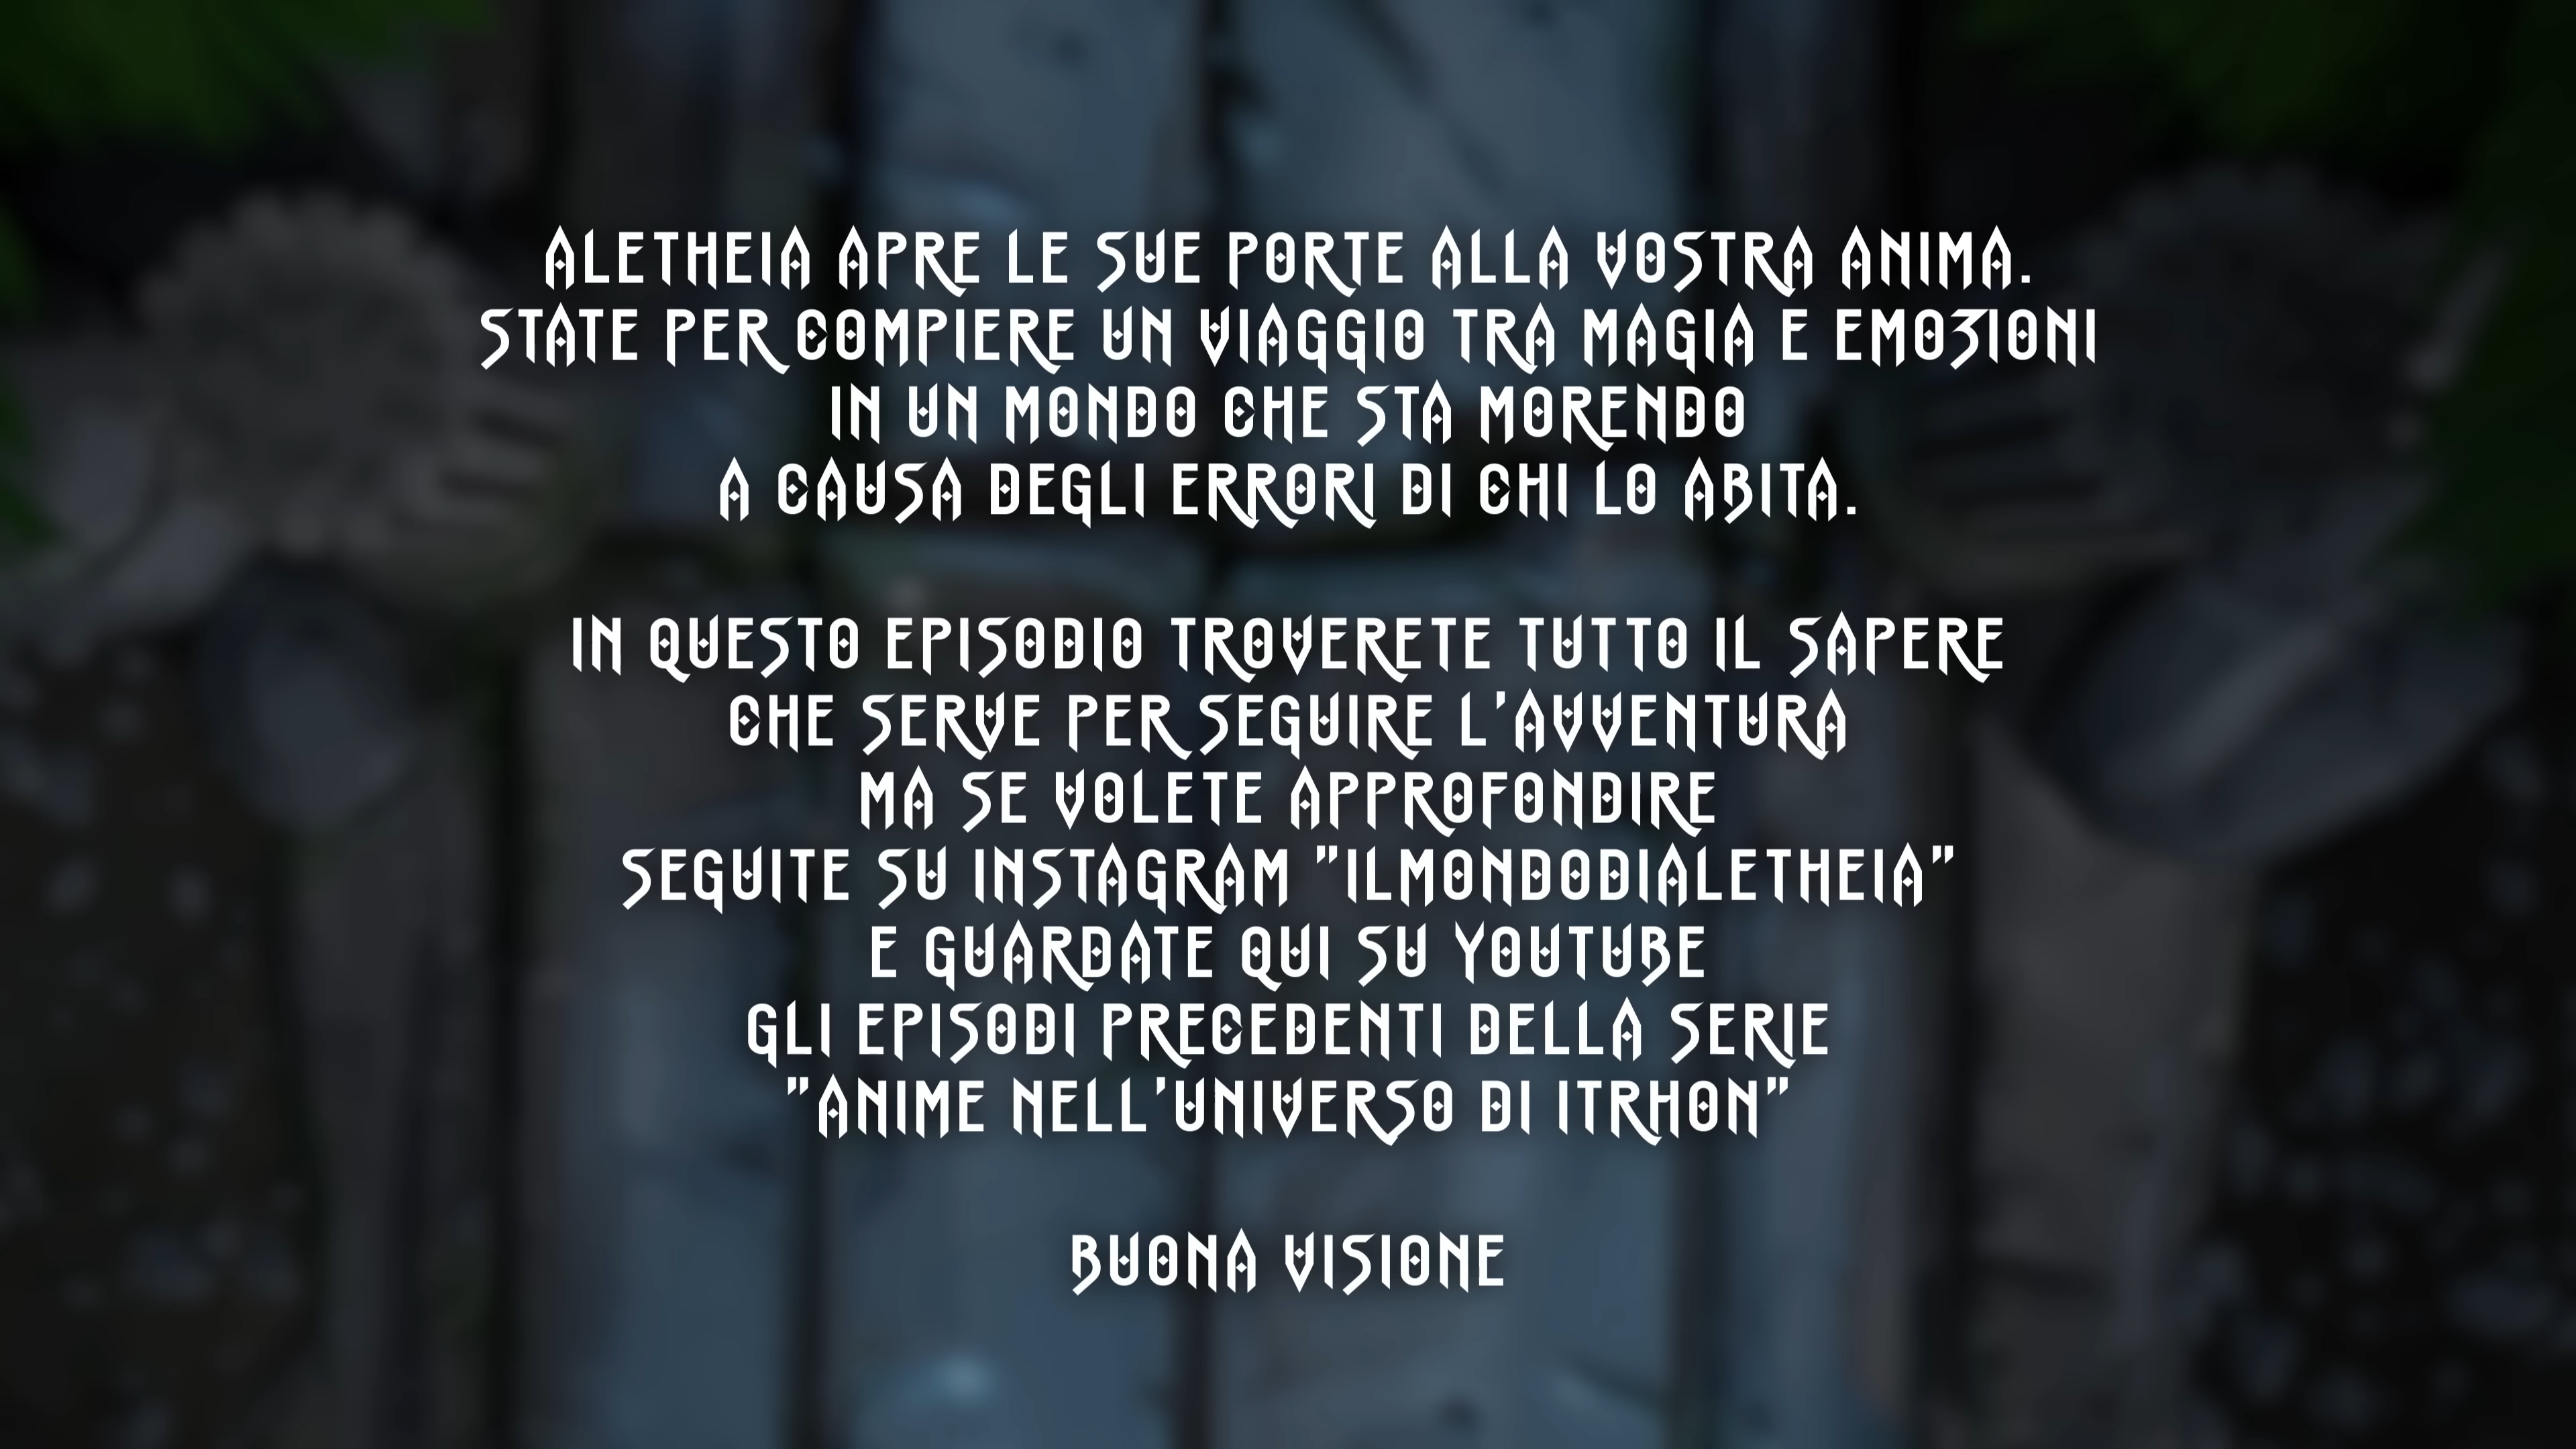 ALETHEIA APRE LE SUE PORTE ALLA VOSTRA ANIMA.
STATE PER COMPIERE UN VIAGGIO TRA MAGIA E EMOZIONI
IN UN MONDO CHE STA MORENDO
A CAUSA DEGLI ERRORI DI CHI LO ABITA.
IN QUESTO EPISODIO TROVERETE TUTTO IL SAPERE
CHE SERVE PER SEGUIRE L'AVVENTURA
MA SE VOLETE APPROFONDIRE
SEGUITE SU INSTAGRAM "ILMONDODIALETHEIA"
E GUARDATE QUI SU YOUTUBE
GLI EPISODI PRECEDENTI DELLA SERIE
"ANIME NELL'UNIVERSO DI ITRHON"
BUONA VISIONE